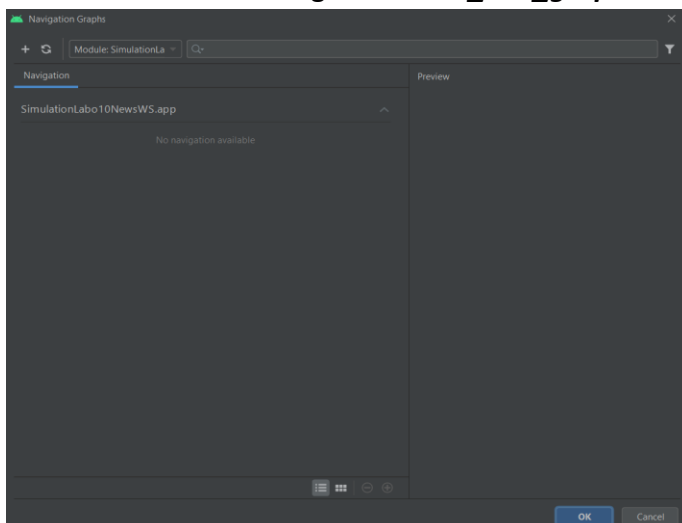 Navigation Graphs
Module: SimulationLa
Navigation
Preview
SimulationLabo10NewsWS.app
No navigation available
OK
Cancel